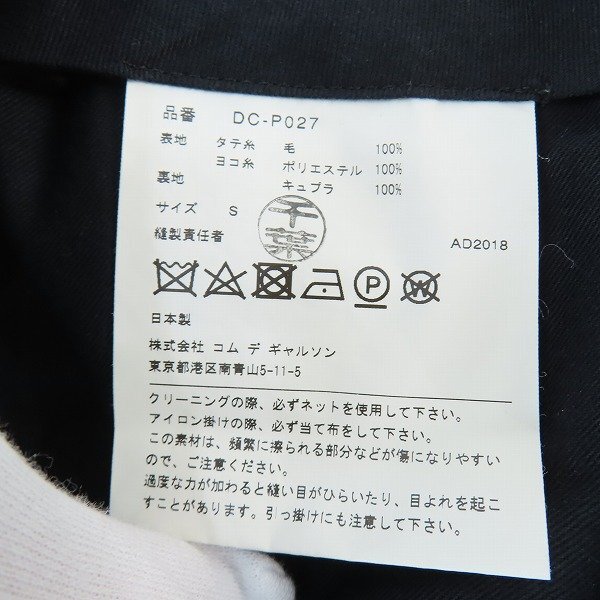 品番 DC-P027
表地 タテ糸 毛 100%
ヨコ糸 ポリエステル 100%
裏地 キュプラ 100%
サイズ S
千葉
縫製責任者 AD2018
P W
日本製
株式会社 コム デ ギャルソン
東京都港区南青山5-11-5
クリーニングの際、必ずネットを使用して下さい。
アイロン掛けの際、必ず当て布をして下さい。
この素材は、頻繁に擦られる部分などが傷になりやすい
ので、ご注意ください。
過度な力が加わると縫い目がひらいたり、目よれを起こ
すことがあります。引っ掛けにも注意して下さい。